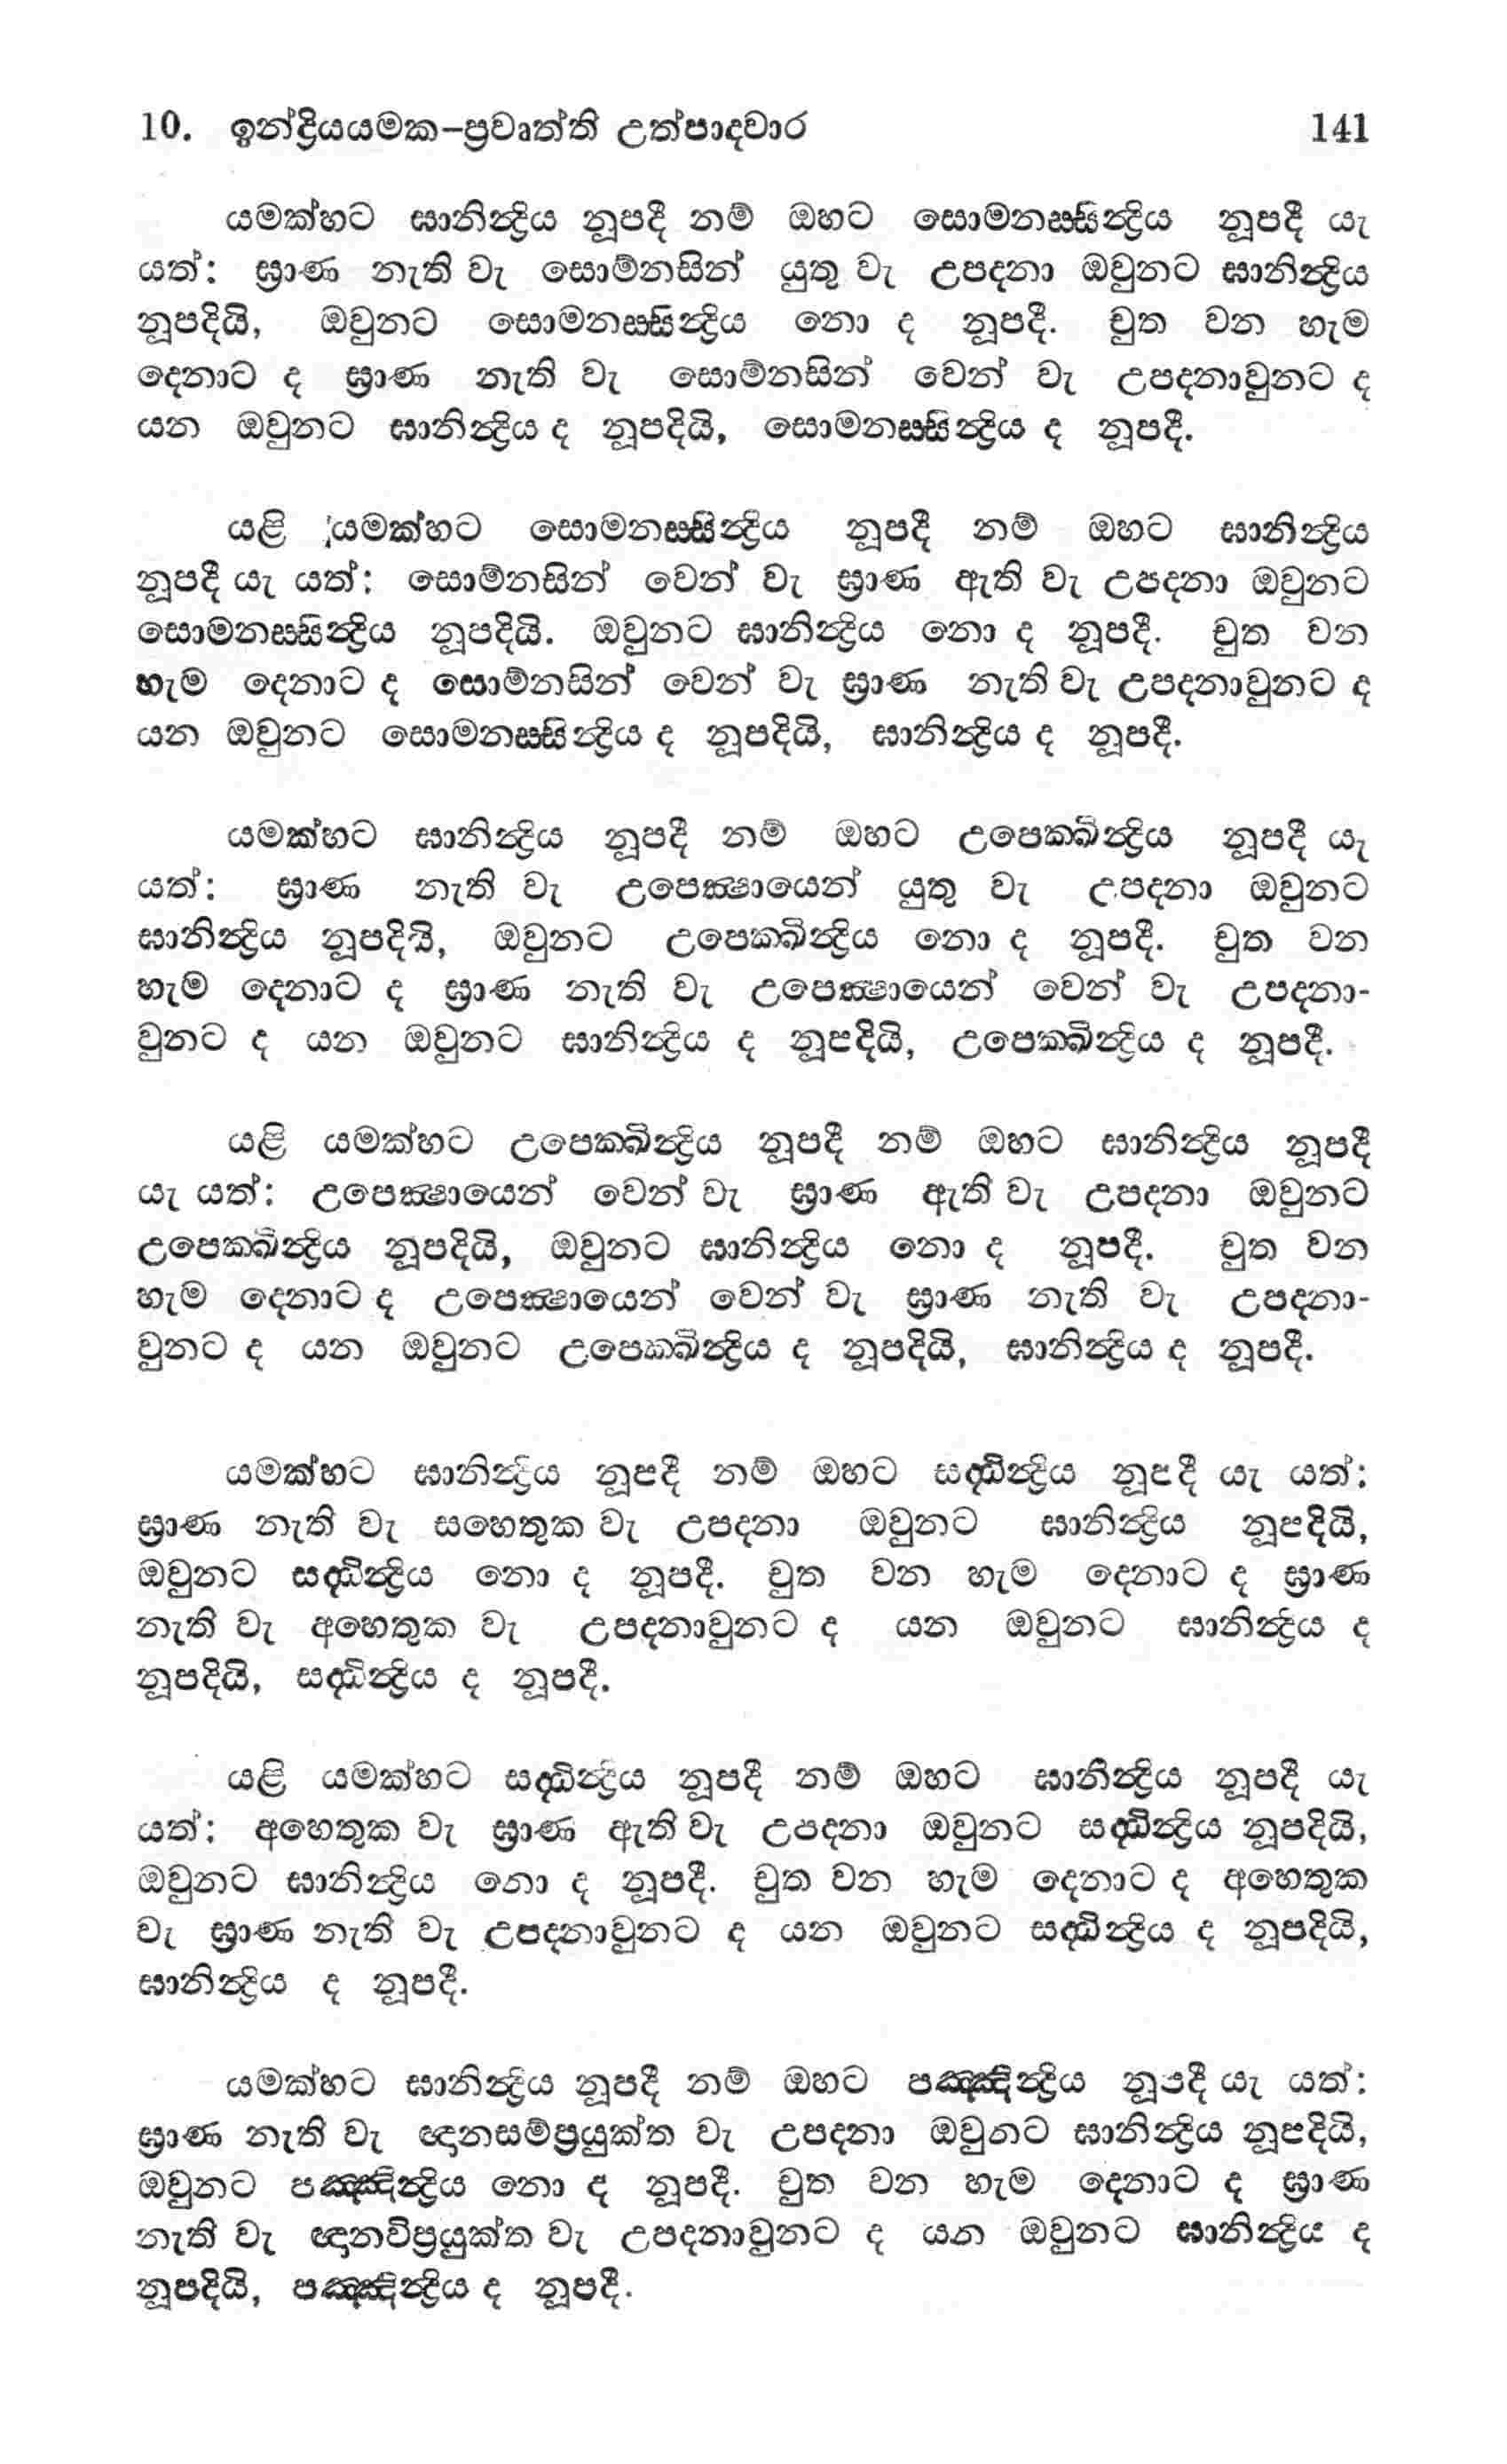 10. ඉන්ද්‍රියයමක-ප්‍රවෘත්ති උත්පාදවාර 141
යමක්හට ඝානින්‍ද්‍රිය නූපදී නම් ඔහට සොමනස‍්සින්‍ද්‍රිය නූපදී යැ
යත්: ඝ්‍රාණ නැති වැ සොම්නසින් යුතු වැ උපදනා ඔවුනට ඝානින්‍ද්‍රිය
නූපදියි, ඔවුනට සොමනස‍්සින්‍ද්‍රිය නො ද නූපදී. චුත වන හැම
දෙනාට ද ඝ්‍රාණ නැති වැ සොම්නසින් වෙන් වැ උපදනාවුනට ද
යන ඔවුනට ඝානින්‍ද්‍රිය ද නූපදියි, සොමනස‍්සින්‍ද්‍රිය ද නූපදී.
යළි යමක්හට සොමනස‍්සින්‍ද්‍රිය නූපදී නම් ඔහට ඝානින්‍ද්‍රිය
නූපදී යැ යත්: සොම්නසින් වෙන් වැ ඝ්‍රාණ ඇති වැ උපදනා ඔවුනට
සොමනස‍්සින්‍ද්‍රිය නූපදියි. ඔවුනට ඝානින්‍ද්‍රිය නො ද නූපදී. චුත වන
හැම දෙනාට ද සොම්නසින් වෙන් වැ ඝ්‍රාණ නැති වැ උපදනාවුනට ද
යන ඔවුනට සොමනස‍්සින්‍ද්‍රිය ද නූපදියි, ඝානින්‍ද්‍රිය ද නූපදී.
යමක්හට ඝානින්‍ද්‍රිය නූපදී නම් ඔහට උපෙක‍්ඛින්‍ද්‍රිය නූපදී යැ
යත්: ඝ්‍රාණ නැති වැ උපෙක්‍ෂායෙන් යුතු වැ උපදනා ඔවුනට
ඝානින්‍ද්‍රිය නූපදියි, ඔවුනට උපෙක‍්ඛින්‍ද්‍රිය නො ද නූපදී. චුත වන
හැම දෙනාට ද ඝ්‍රාණ නැති වැ උපෙක්‍ෂායෙන් වෙන් වැ උපදනා-
වුනට ද යන ඔවුනට ඝානින්‍ද්‍රිය ද නූපදියි, උපෙක‍්ඛින්‍ද්‍රිය ද නූපදී.
යළි යමක්හට උපෙක‍්ඛින්‍ද්‍රිය නූපදී නම් ඔහට ඝානින්‍ද්‍රිය නූපදී
යැ යත්: උපෙක්‍ෂායෙන් වෙන් වැ ඝ්‍රාණ ඇති වැ උපදනා ඔවුනට
උපෙක‍්ඛින්‍ද්‍රිය නූපදියි, ඔවුනට ඝානින්‍ද්‍රිය නො ද නූපදී. චුත වන
හැම දෙනාට ද උපෙක්‍ෂායෙන් වෙන් වැ ඝ්‍රාණ නැති වැ උපදනා-
වුනට ද යන ඔවුනට උපෙක‍්ඛින්‍ද්‍රිය ද නූපදියි, ඝානින්‍ද්‍රිය ද නූපදී.
යමක්හට ඝානින්‍ද්‍රිය නූපදී නම් ඔහට සද්‍ධින්‍ද්‍රිය නූපදී යැ යත්:
ඝ්‍රාණ නැති වැ සහෙතුක වැ උපදනා ඔවුනට ඝානින්‍ද්‍රිය නූපදියි,
ඔවුනට සද්‍ධින්‍ද්‍රිය නො ද නූපදී. චුත වන හැම දෙනාට ද ඝ්‍රාණ
නැති වැ අහෙතුක වැ උපදනාවුනට ද යන ඔවුනට ඝානින්‍ද්‍රිය ද
නූපදියි, සද්‍ධින්‍ද්‍රිය ද නූපදී.
යළි යමක්හට සද්‍ධින්‍ද්‍රිය නූපදී නම් ඔහට ඝානින්‍ද්‍රිය නූපදී යැ
යත්: අහෙතුක වැ ඝ්‍රාණ ඇති වැ උපදනා ඔවුනට සද්‍ධින්‍ද්‍රිය නූපදියි,
ඔවුනට ඝානින්‍ද්‍රිය නො ද නූපදී. චුත වන හැම දෙනාට ද අහෙතුක
වැ ඝ්‍රාණ නැති වැ උපදනාවුනට ද යන ඔවුනට සද්‍ධින්‍ද්‍රිය ද නූපදියි,
ඝානින්‍ද්‍රිය ද නූපදී.
යමක්හට ඝානින්‍ද්‍රිය නූපදී නම් ඔහට පඤ‍්ඤින්‍ද්‍රිය නූපදී යැ යත්:
ඝ්‍රාණ නැති වැ ඥානසම්ප්‍රයුක්ත වැ උපදනා ඔවුනට ඝානින්‍ද්‍රිය නූපදියි,
ඔවුනට පඤ‍්ඤින්‍ද්‍රිය නො ද නූපදී. චුත වන හැම දෙනාට ද ඝ්‍රාණ
නැති වැ ඥානවිප්‍රයුක්ත වැ උපදනාවුනට ද යන ඔවුනට ඝානින්‍ද්‍රිය ද
නූපදියි, පඤ‍්ඤින්‍ද්‍රිය ද නූපදී.